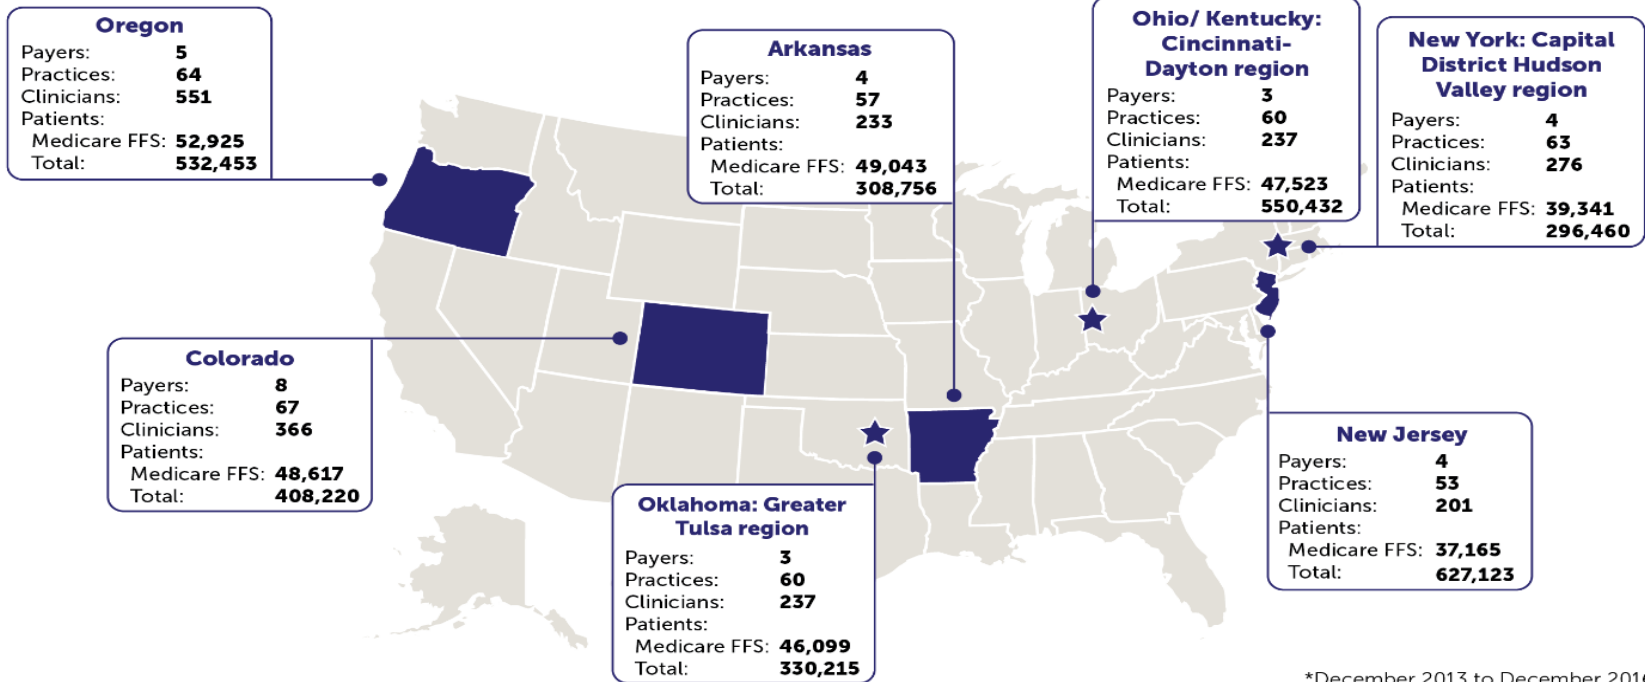 Oregon
Payers: 5
Practices: 64
Clinicians: 551
Patients:
Medicare FFS: 52,925
Total: 532,453
Arkansas
Payers: 4
Practices: 57
Clinicians: 233
Patients:
Medicare FFS: 49,043
Total: 308,756
Ohio/ Kentucky:
Cincinnati-
Dayton region
Payers: 3
Practices: 60
Clinicians: 237
Patients:
Medicare FFS: 47,523
Total: 550,432
New York: Capital
District Hudson
Valley region
Payers: 4
Practices: 63
Clinicians: 276
Patients:
Medicare FFS: 39,341
Total: 296,460
Colorado
Payers: 8
Practices: 67
Clinicians: 366
Patients:
Medicare FFS: 48,617
Total: 408,220
Oklahoma: Greater
Tulsa region
Payers: 3
Practices: 60
Clinicians: 237
Patients:
Medicare FFS: 46,099
Total: 330,215
New Jersey
Payers: 4
Practices: 53
Clinicians: 201
Patients:
Medicare FFS: 37,165
Total: 627,123
*December 2013 to December 2016